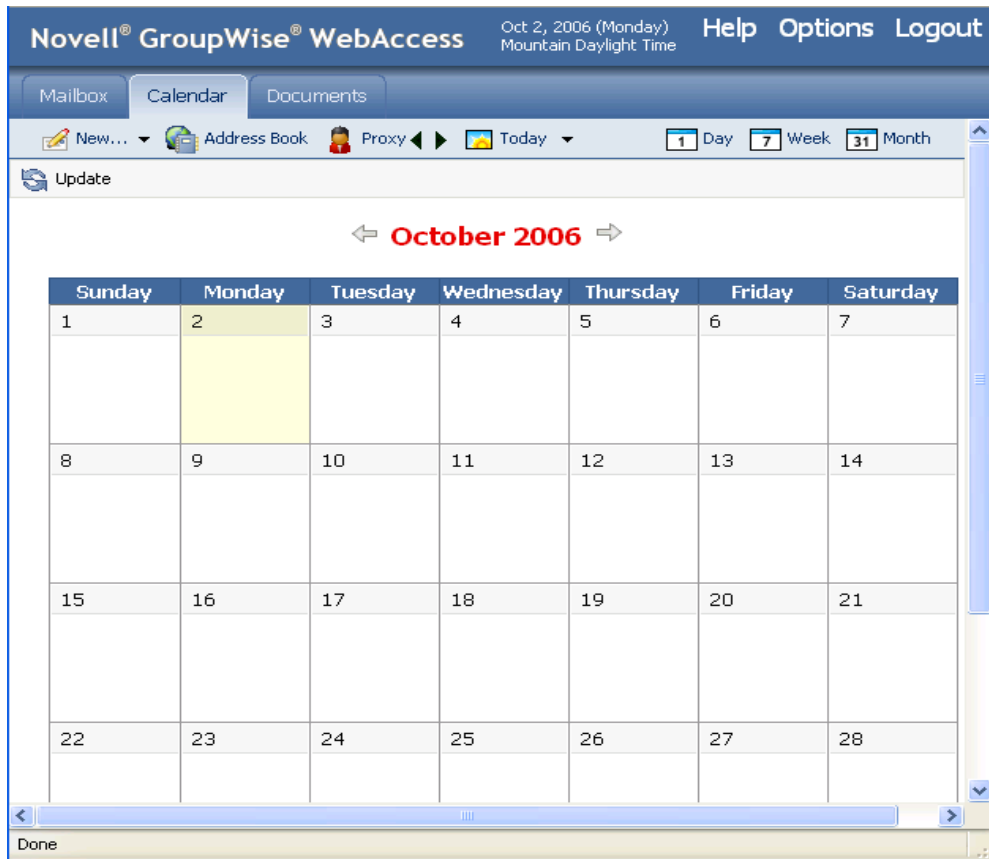 Novell® GroupWise® WebAccess
Oct 2, 2006 (Monday)
Mountain Daylight Time
Help Options Logout
Mailbox Calendar Documents
New... Address Book Proxy Today 1 Day 7 Week 31 Month
Update
October 2006
Sunday Monday Tuesday Wednesday Thursday Friday Saturday
1 2 3 4 5 6 7
8 9 10 11 12 13 14
15 16 17 18 19 20 21
22 23 24 25 26 27 28
Done